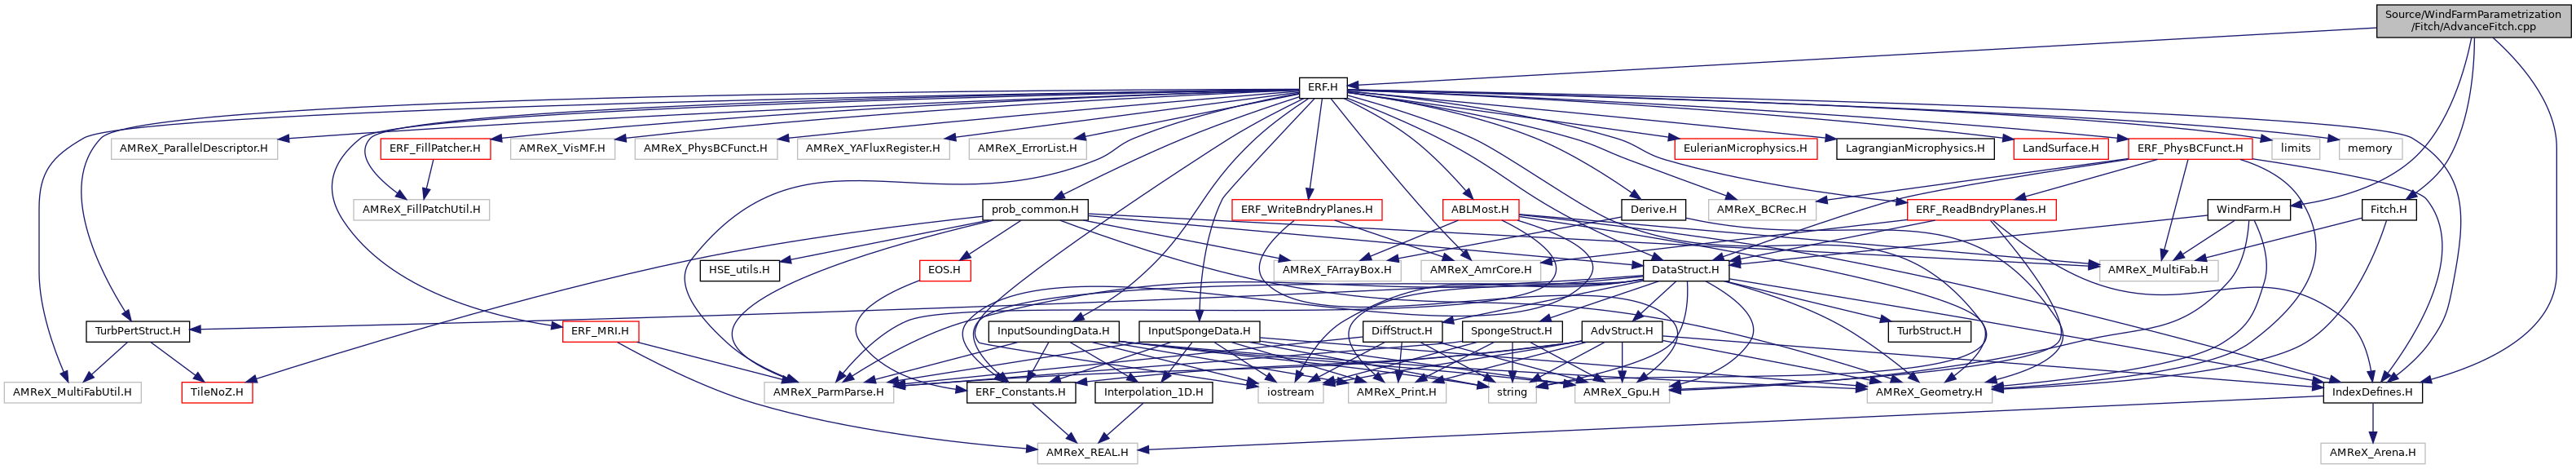 Source/WindFarmParametrization
/Fitch/AdvanceFitch.cpp
ERF.H
AMReX_ParallelDescriptor.H
ERF_FillPatcher.H
AMReX_VisMF.H
AMReX_PhysBCFunct.H
AMReX_YAFluxRegister.H
AMReX_ErrorList.H
EulerianMicrophysics.H
LagrangianMicrophysics.H
LandSurface.H
ERF_PhysBCFunct.H
limits
memory
AMReX_FillPatchUtil.H
prob_common.H
ERF_WriteBndryPlanes.H
ABLMost.H
Derive.H
AMReX_BCRec.H
ERF_ReadBndryPlanes.H
WindFarm.H
Fitch.H
HSE_utils.H
EOS.H
AMReX_FArrayBox.H
AMReX_AmrCore.H
DataStruct.H
AMReX_MultiFab.H
TurbPertStruct.H
ERF_MRI.H
InputSoundingData.H
InputSpongeData.H
DiffStruct.H
SpongeStruct.H
AdvStruct.H
TurbStruct.H
AMReX_MultiFabUtil.H
TileNoZ.H
AMReX_ParmParse.H
ERF_Constants.H
Interpolation_1D.H
iostream
AMReX_Print.H
string
AMReX_Gpu.H
AMReX_Geometry.H
IndexDefines.H
AMReX_REAL.H
AMReX_Arena.H